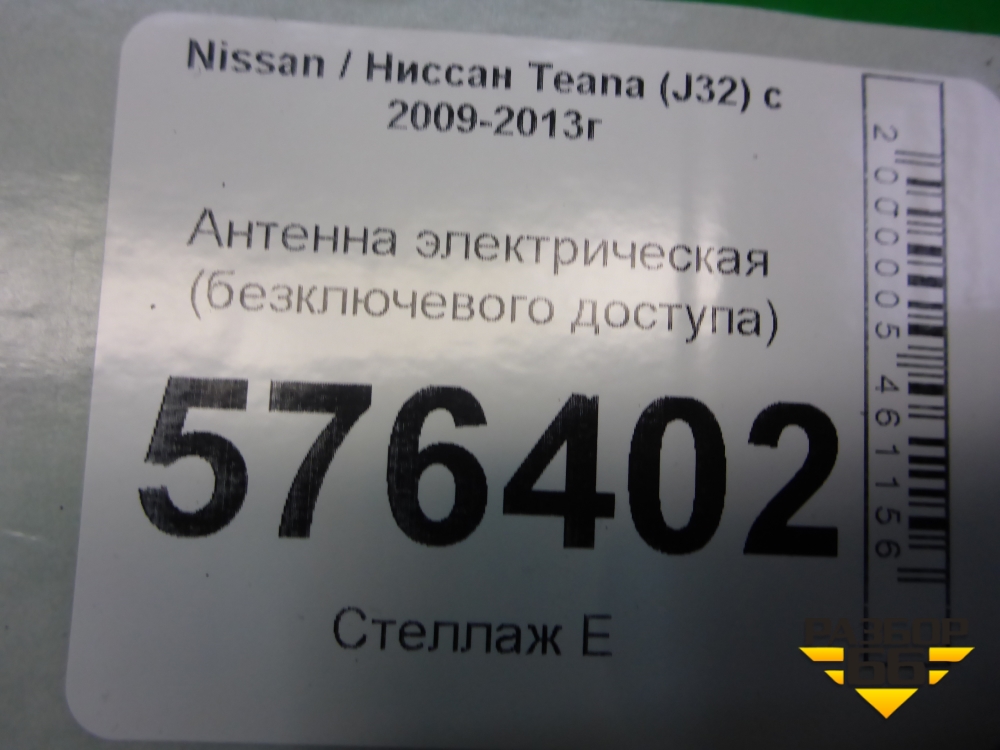 Nissan / Ниссан Teana (J32) с
2009-2013г
Антенна электрическая
(безключевого доступа)
576402
Стеллаж Е
2000005461156
РАЗБОР
66